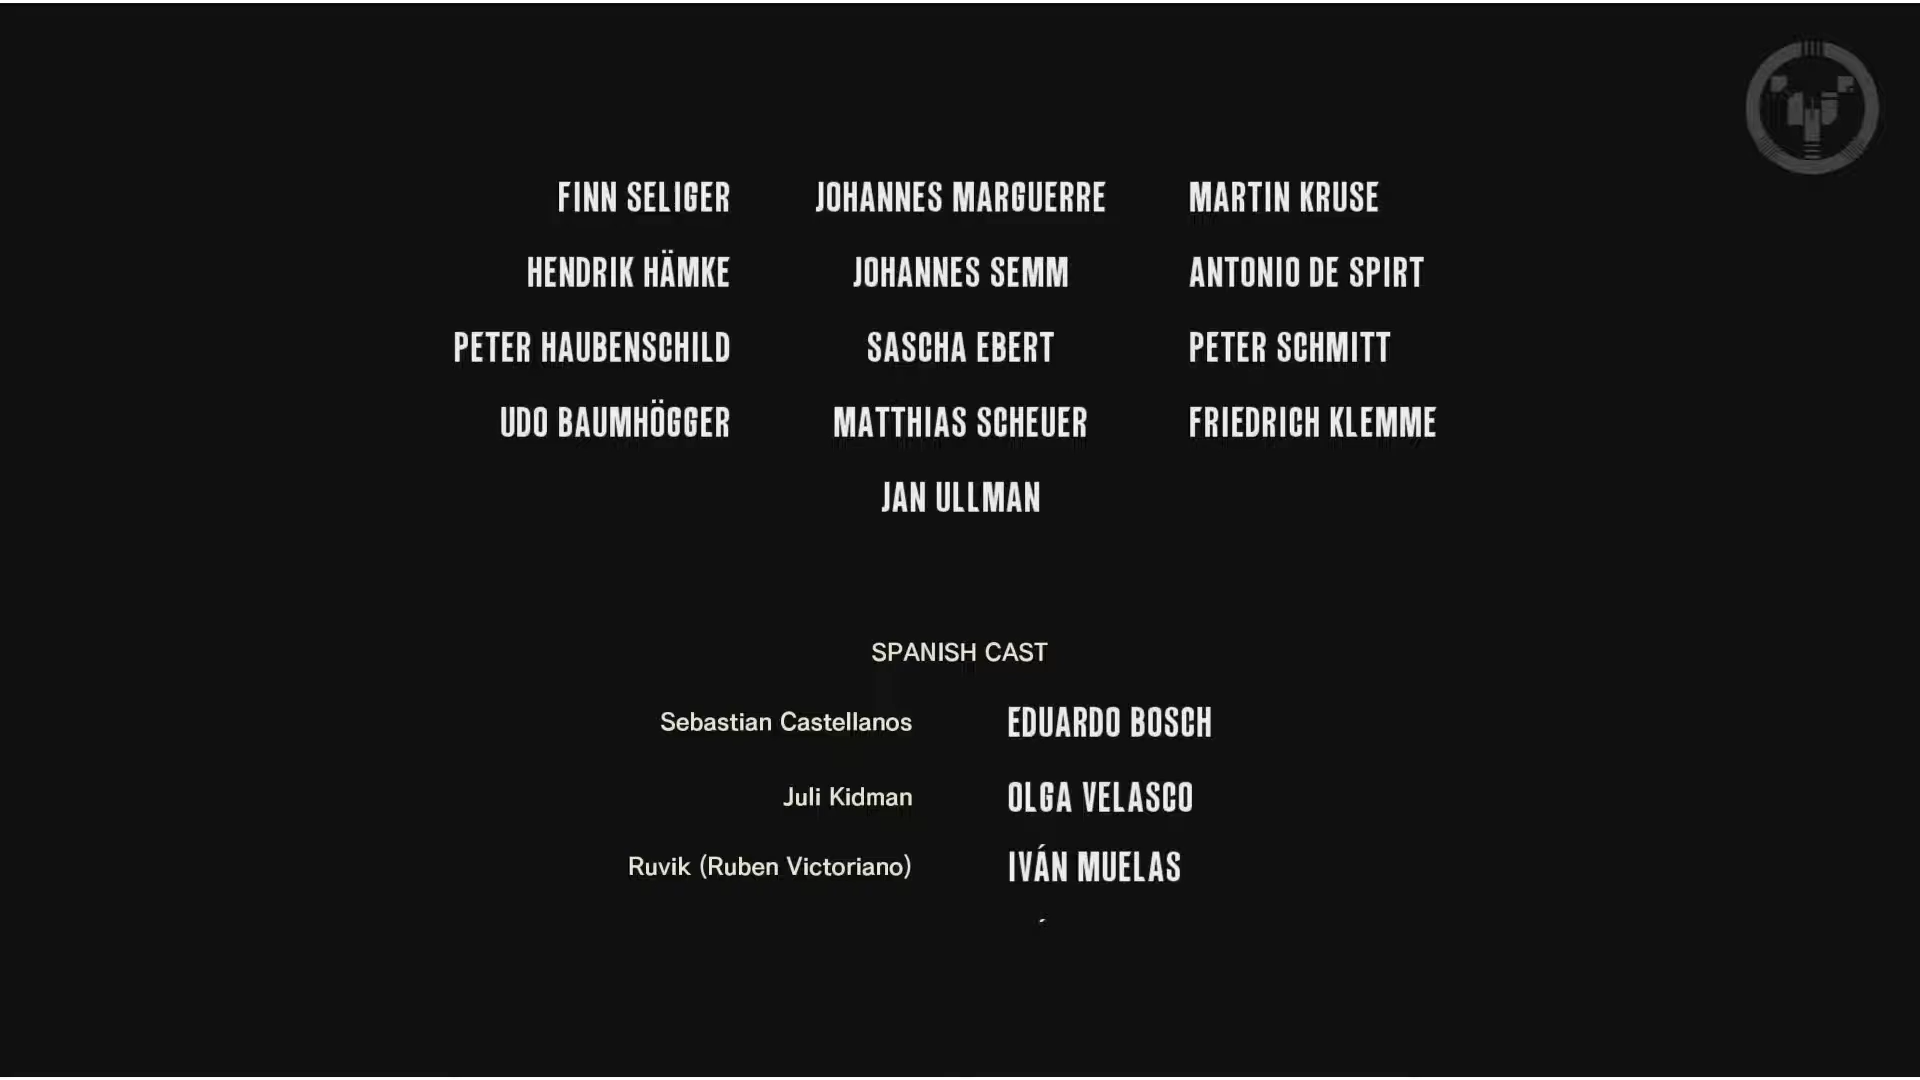 FINN SELIGER JOHANNES MARGUERRE MARTIN KRUSE
HENDRIK HÄMKE JOHANNES SEMM ANTONIO DE SPIRT
PETER HAUBENSCHILD SASCHA EBERT PETER SCHMITT
UDO BAUMHÖGGER MATTHIAS SCHEUER FRIEDRICH KLEMME
JAN ULLMAN
SPANISH CAST
Sebastian Castellanos EDUARDO BOSCH
Juli Kidman OLGA VELASCO
Ruvik (Ruben Victoriano) IVÁN MUELAS